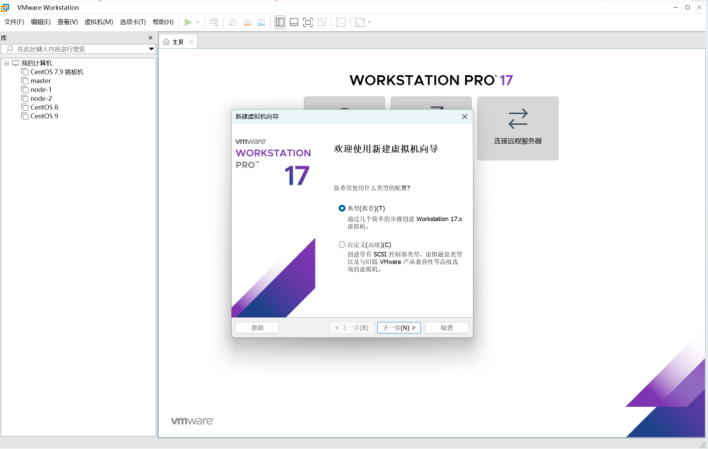 VMware Workstation
文件(F) 编辑(E) 查看(V) 虚拟机(M) 选项卡(T) 帮助(H)
库
在此处键入内容进行搜索
我的计算机
CentOS 7.9 跳板机
master
node-1
node-2
CentOS 8
CentOS 9
主页
WORKSTATION PRO™ 17
连接远程服务器
新建虚拟机向导
vmware
WORKSTATION
PRO™
17
欢迎使用新建虚拟机向导
您希望使用什么类型的配置?
典型(推荐)(T)
通过几个简单的步骤创建 Workstation 17.x
虚拟机。
自定义(高级)(C)
创建带有 SCSI 控制器类型、虚拟磁盘类型
以及与旧版 VMware 产品兼容性等高级选
项的虚拟机。
帮助
< 上一步(B)
下一步(N) >
取消
vmware